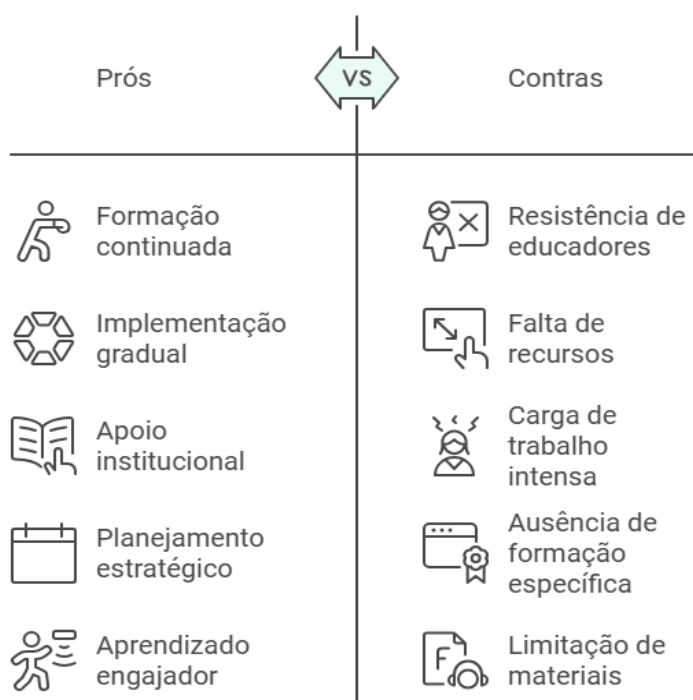 Prós
VS
Contras
Formação
continuada
Resistência de
educadores
Implementação
gradual
Falta de
recursos
Apoio
institucional
Carga de
trabalho
intensa
Planejamento
estratégico
Ausência de
formação
específica
Aprendizado
engajador
F
Limitação de
materiais